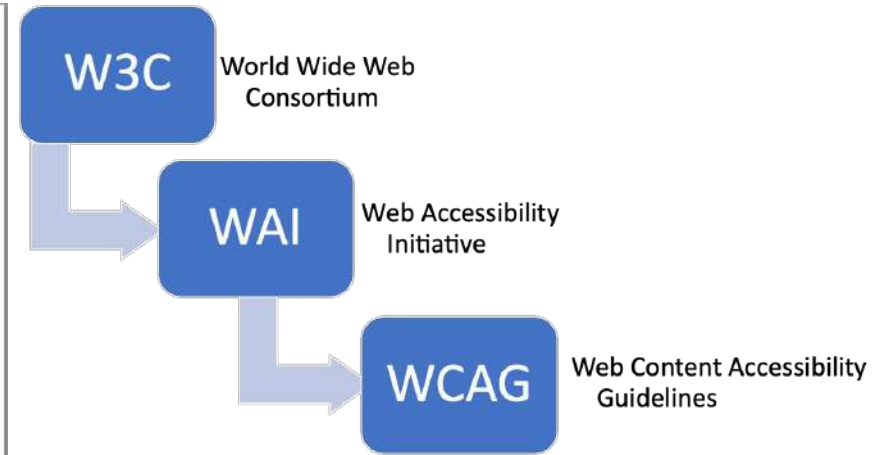 W3C
World Wide Web
Consortium
WAI
Web Accessibility
Initiative
WCAG
Web Content Accessibility
Guidelines